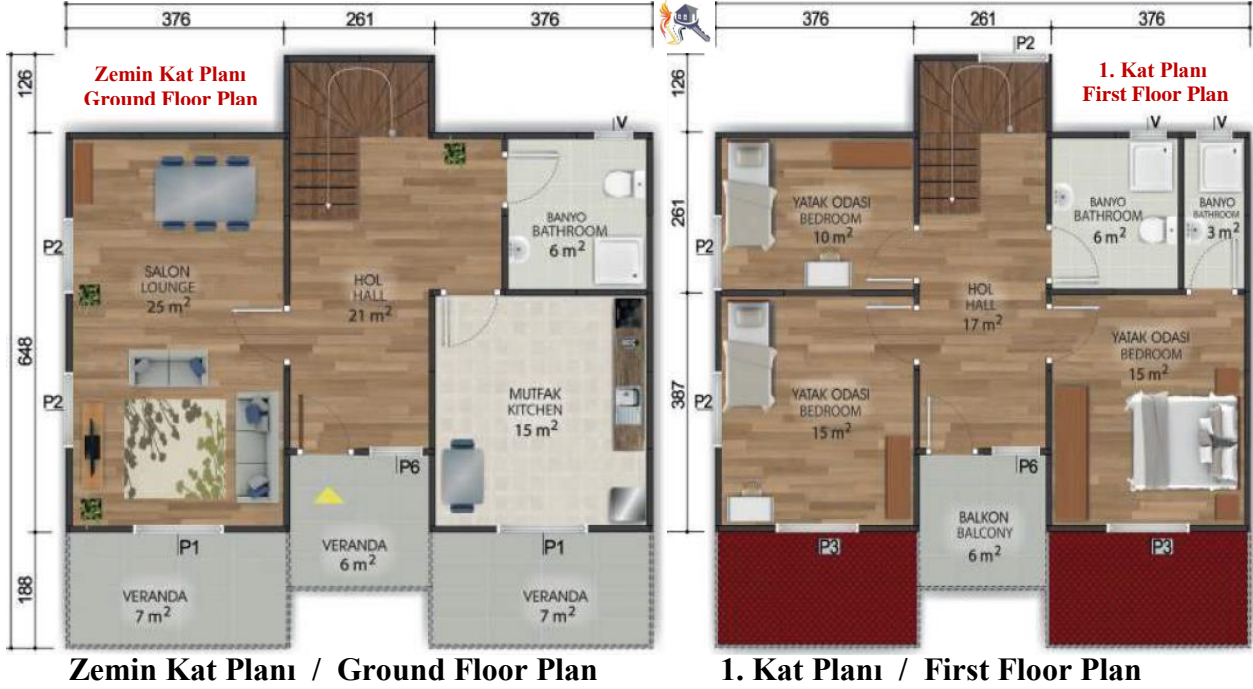 376 261 376
376 261 376
Zemin Kat Planı
Ground Floor Plan
126
648
188
P2
P2
V
SALON
LOUNGE
25 m²
HOL
HALL
21 m²
BANYO
BATHROOM
6 m²
MUTFAK
KITCHEN
15 m²
P6
P1
P1
VERANDA
7 m²
VERANDA
6 m²
VERANDA
7 m²
1. Kat Planı
First Floor Plan
126
261
387
P2
P2
P2
V
V
YATAK ODASI
BEDROOM
10 m²
BANYO
BATHROOM
6 m²
BANYO
BATHROOM
3 m²
HOL
HALL
17 m²
YATAK ODASI
BEDROOM
15 m²
YATAK ODASI
BEDROOM
15 m²
P6
BALKON
BALCONY
6 m²
P3
P3
Zemin Kat Planı / Ground Floor Plan
1. Kat Planı / First Floor Plan